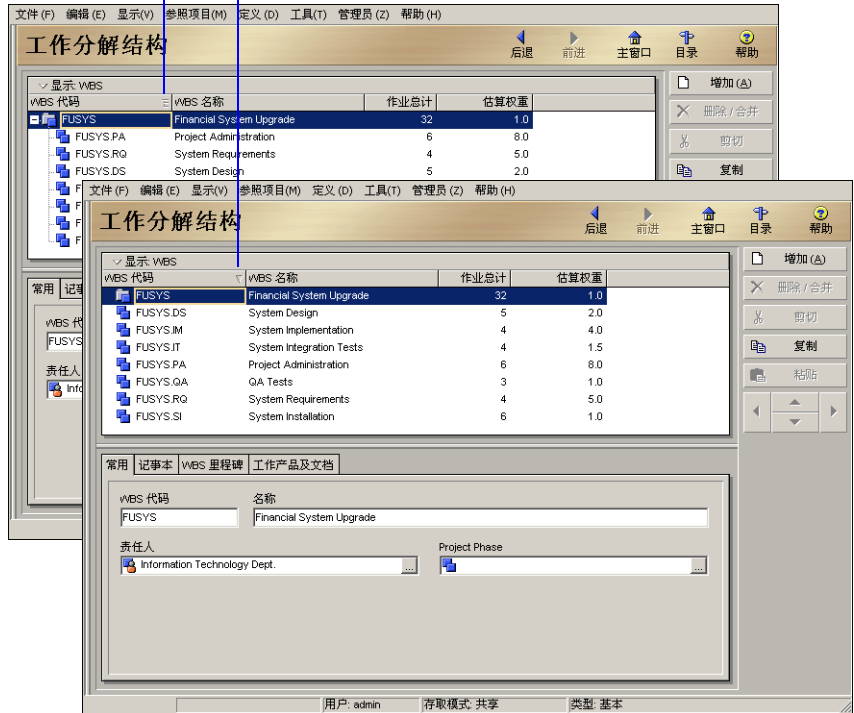 文件(F) 编辑(E) 显示(V) 参照项目(M) 定义(D) 工具(T) 管理员(Z) 帮助(H)
工作分解结构 后退 前进 主窗口 目录 帮助
显示: WBS
WBS 代码 WBS 名称 作业总计 估算权重
FUSYS Financial System Upgrade 32 1.0
FUSYS.PA Project Administration 6 8.0
FUSYS.RQ System Requirements 4 5.0
FUSYS.DS System Design 5 2.0
F
F
F
F
增加(A)
删除/合并
剪切
复制
常用 记事
WBS 代
FUSYS
责任人
Info
文件(F) 编辑(E) 显示(V) 参照项目(M) 定义(D) 工具(T) 管理员(Z) 帮助(H)
工作分解结构 后退 前进 主窗口 目录 帮助
显示: WBS
WBS 代码 WBS 名称 作业总计 估算权重
FUSYS Financial System Upgrade 32 1.0
FUSYS.DS System Design 5 2.0
FUSYS.IM System Implementation 4 4.0
FUSYS.IT System Integration Tests 4 1.5
FUSYS.PA Project Administration 6 8.0
FUSYS.QA QA Tests 3 1.0
FUSYS.RQ System Requirements 4 5.0
FUSYS.SI System Installation 6 1.0
增加(A)
删除/合并
剪切
复制
粘贴
常用 记事本 WBS 里程碑 工作产品及文档
WBS 代码 名称
FUSYS Financial System Upgrade
责任人 Project Phase
Information Technology Dept. ... ...
用户: admin 存取模式: 共享 类型: 基本